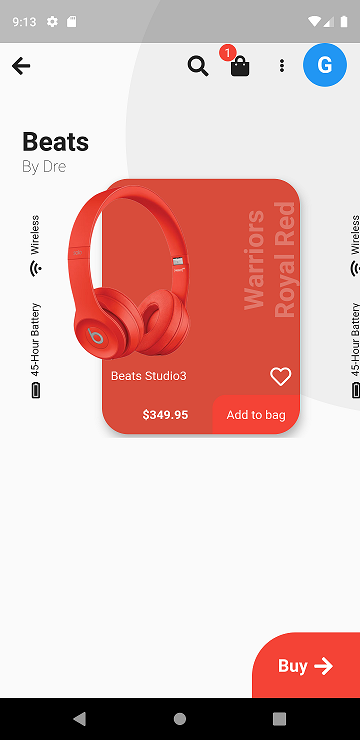 9:13
1
G
Beats
By Dre
Wireless
45-Hour Battery
Warriors
Royal Red
Beats Studio3
$349.95
Add to bag
Wireless
45-Hour Battery
Buy